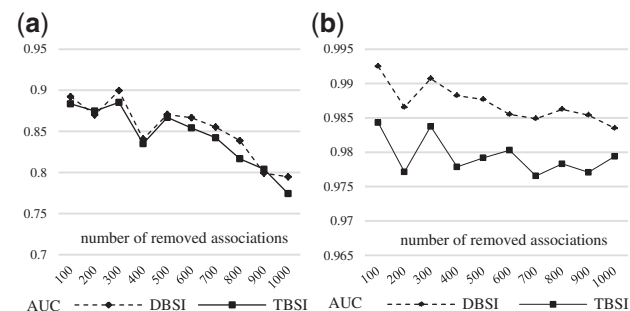 (a)
0.95
0.9
0.85
0.8
0.75
0.7
number of removed associations
100 200 300 400 500 600 700 800 900 1000
AUC DBSI TBSI
(b)
0.995
0.99
0.985
0.98
0.975
0.97
0.965
number of removed associations
100 200 300 400 500 600 700 800 900 1000
AUC DBSI TBSI